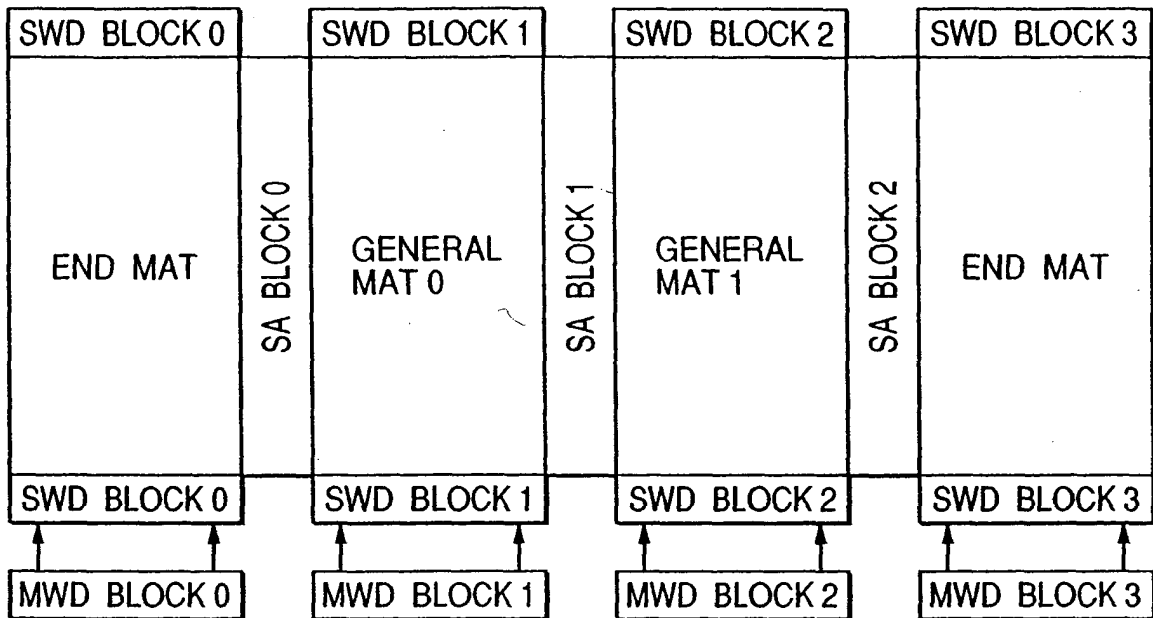 SWD BLOCK 0
SWD BLOCK 1
SWD BLOCK 2
SWD BLOCK 3
END MAT
SA BLOCK 0
GENERAL
MAT 0
SA BLOCK 1
GENERAL
MAT 1
SA BLOCK 2
END MAT
SWD BLOCK 0
SWD BLOCK 1
SWD BLOCK 2
SWD BLOCK 3
MWD BLOCK 0
MWD BLOCK 1
MWD BLOCK 2
MWD BLOCK 3